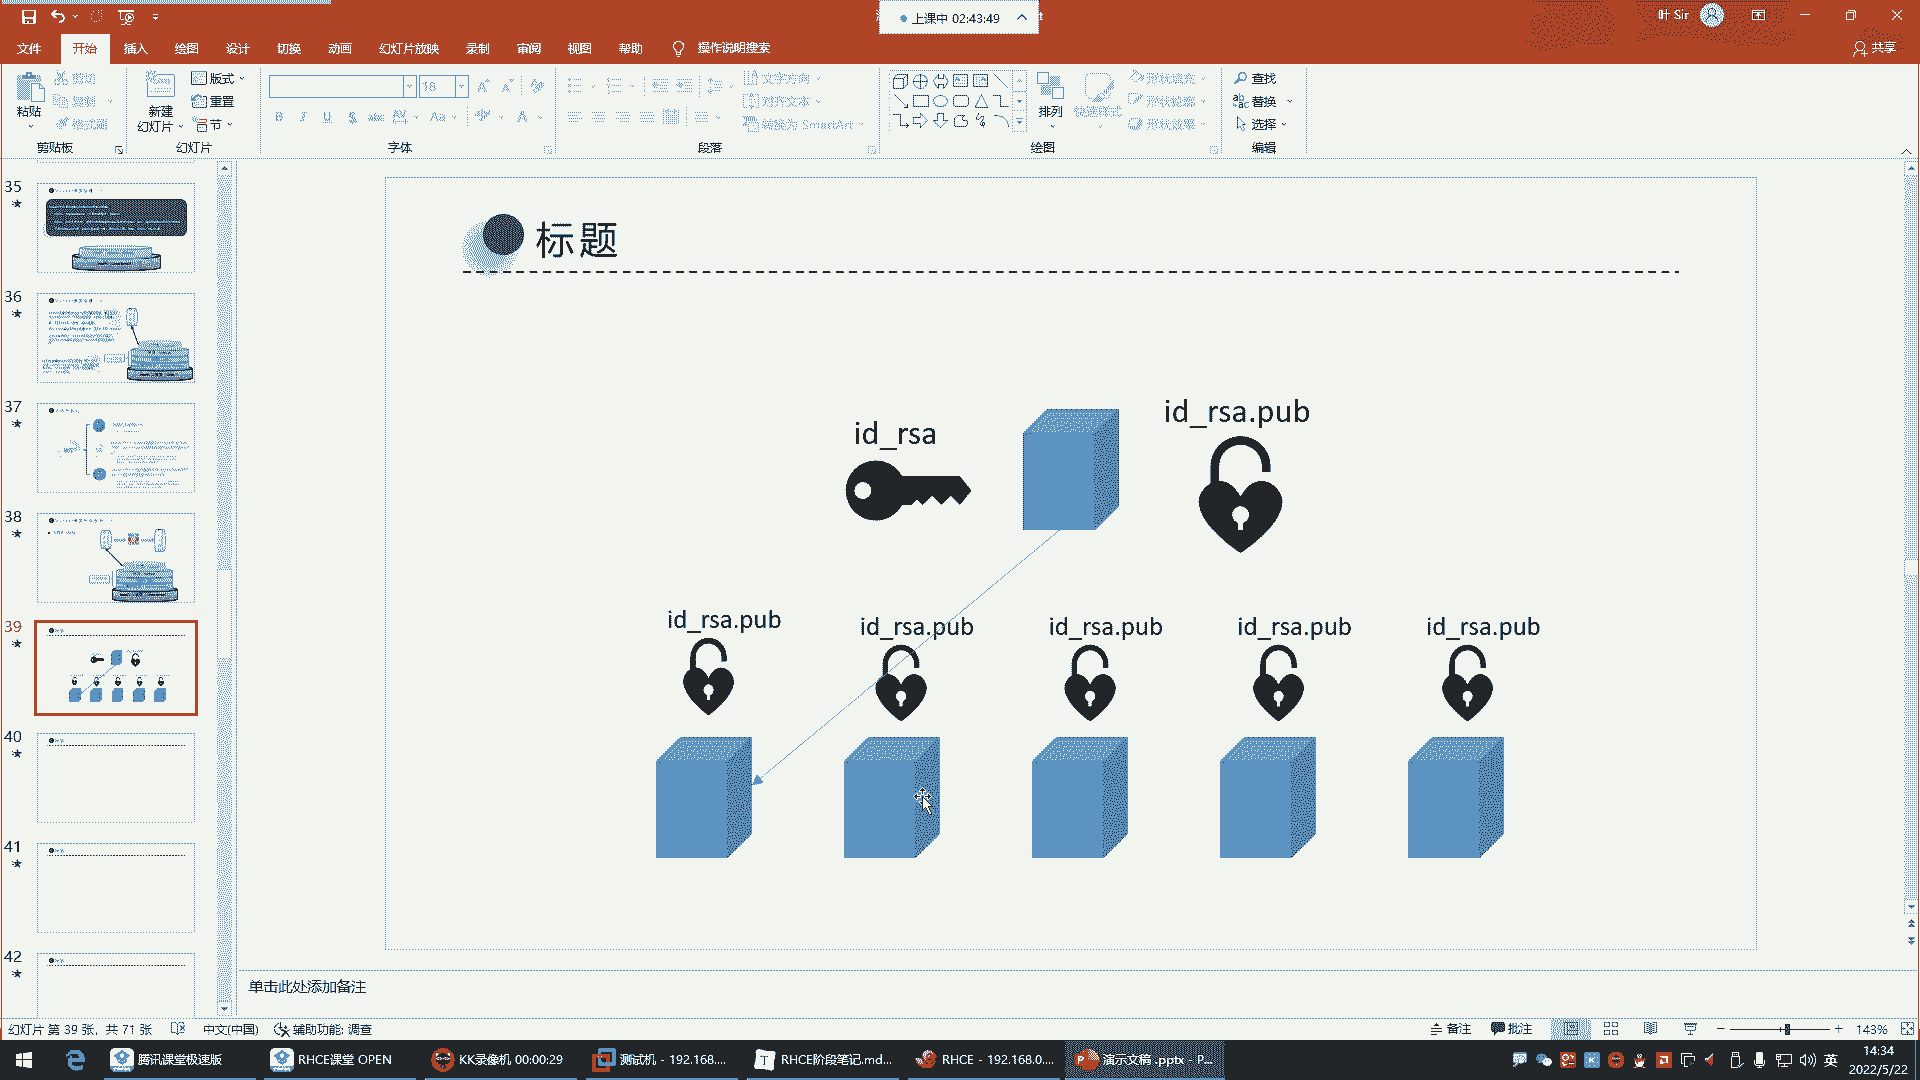 上课中 02:43:49
叶 Sir
文件 开始 插入 绘图 设计 切换 动画 幻灯片放映 录制 审阅 视图 帮助 操作说明搜索 共享
剪切 版式 18 文字方向 形状填充 查找
粘贴 复制 新建 重置 对齐文本 排列 快速样式 形状轮廓 替换
格式刷 幻灯片 节 B I U S abc AV Aa A 转换为 SmartArt 形状效果 选择
剪贴板 幻灯片 字体 段落 绘图 编辑
35
36
37
38
39
40
41
42
标题
id_rsa id_rsa.pub
id_rsa.pub id_rsa.pub id_rsa.pub id_rsa.pub id_rsa.pub
单击此处添加备注
幻灯片 第 39 张，共 71 张 中文(中国) 辅助功能: 调查 备注 批注 143%
腾讯课堂极速版 RHCE课堂 OPEN KK录像机 00:00:29 测试机 - 192.168.... RHCE阶段笔记.md... RHCE - 192.168.0.... 演示文稿 .pptx - P... 英 14:34
2022/5/22